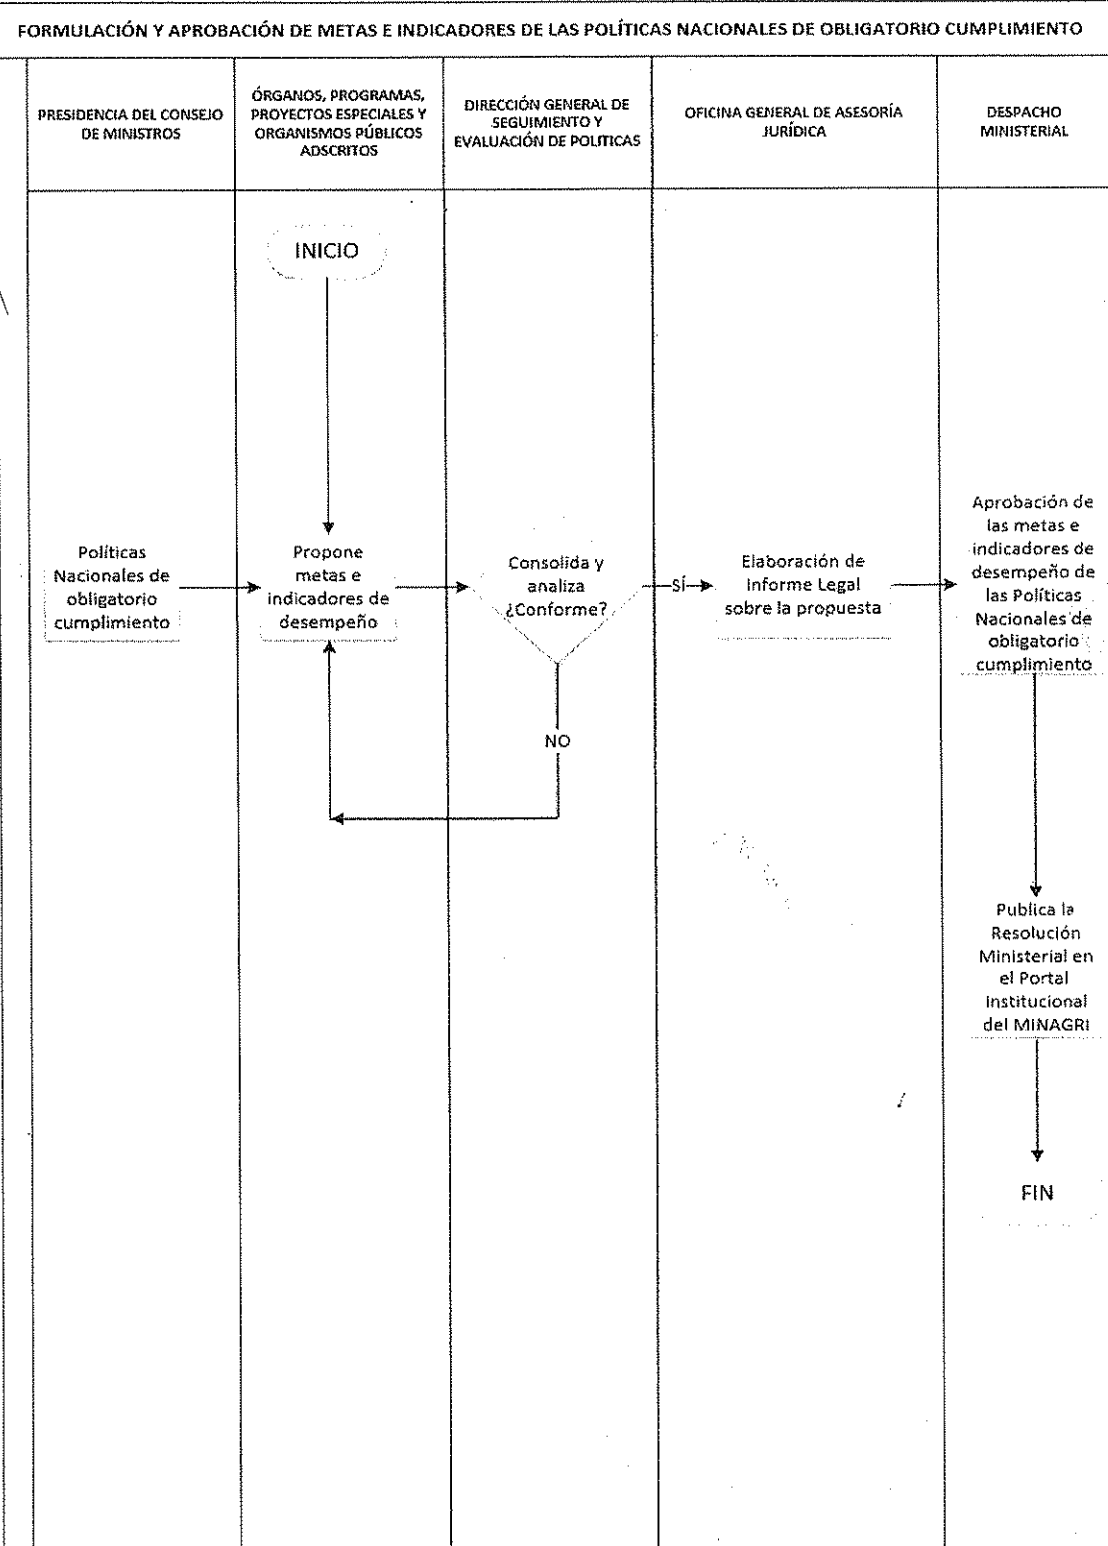 FORMULACIÓN Y APROBACIÓN DE METAS E INDICADORES DE LAS POLÍTICAS NACIONALES DE OBLIGATORIO CUMPLIMIENTO
PRESIDENCIA DEL CONSEJO
DE MINISTROS
ÓRGANOS, PROGRAMAS,
PROYECTOS ESPECIALES Y
ORGANISMOS PÚBLICOS
ADSCRITOS
DIRECCIÓN GENERAL DE
SEGUIMIENTO Y
EVALUACIÓN DE POLITICAS
OFICINA GENERAL DE ASESORÍA
JURÍDICA
DESPACHO
MINISTERIAL
INICIO
Políticas
Nacionales de
obligatorio
cumplimiento
Propone
metas e
indicadores de
desempeño
Consolida y
analiza
¿Conforme?
SÍ
NO
Elaboración de
Informe Legal
sobre la propuesta
Aprobación de
las metas e
indicadores de
desempeño de
las Políticas
Nacionales de
obligatorio
cumplimiento
Publica la
Resolución
Ministerial en
el Portal
Institucional
del MINAGRI
FIN